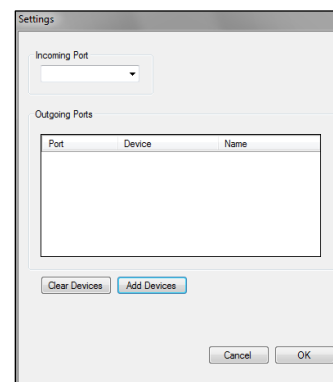 Settings
Incoming Port
Outgoing Ports
Port Device Name
Clear Devices Add Devices
Cancel OK